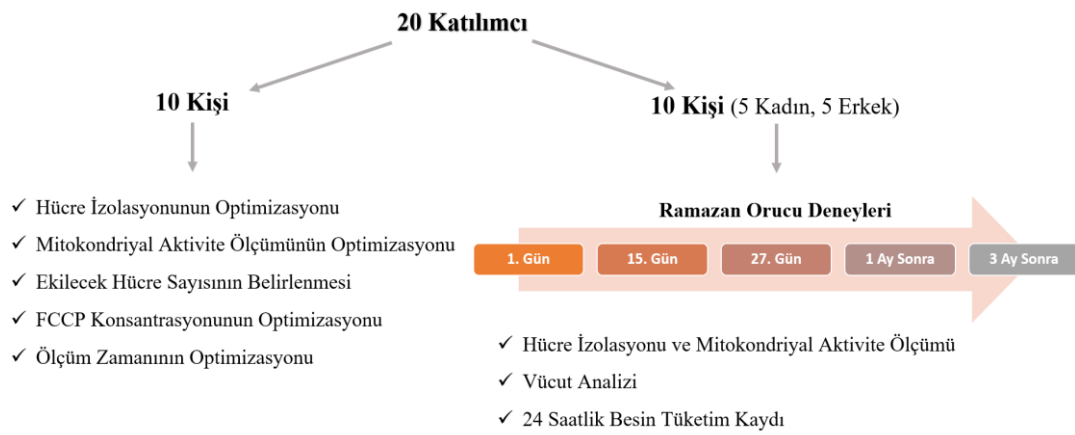 20 Katılımcı
10 Kişi
✓ Hücre İzolasyonunun Optimizasyonu
✓ Mitokondriyal Aktivite Ölçümünün Optimizasyonu
✓ Ekilecek Hücre Sayısının Belirlenmesi
✓ FCCP Konsantrasyonunun Optimizasyonu
✓ Ölçüm Zamanının Optimizasyonu
10 Kişi (5 Kadın, 5 Erkek)
Ramazan Orucu Deneyleri
1. Gün 15. Gün 27. Gün 1 Ay Sonra 3 Ay Sonra
✓ Hücre İzolasyonu ve Mitokondriyal Aktivite Ölçümü
✓ Vücut Analizi
✓ 24 Saatlik Besin Tüketim Kaydı